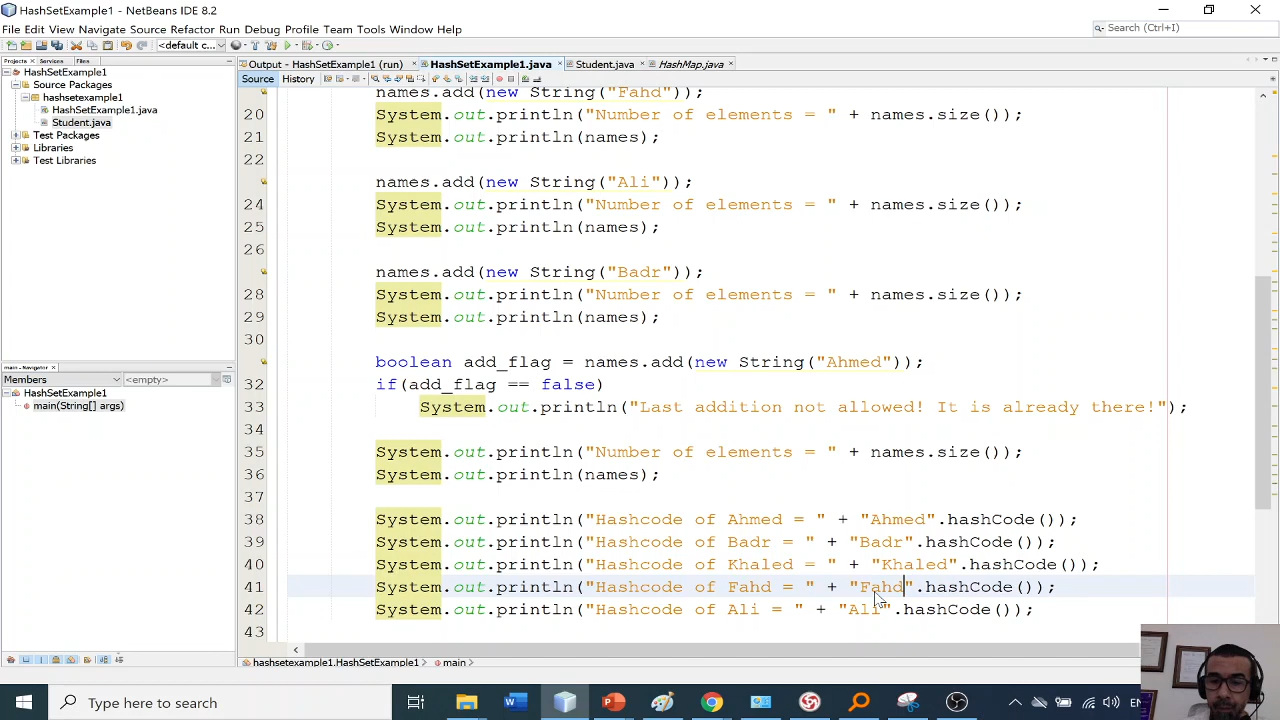 HashSetExample1 - NetBeans IDE 8.2
File Edit View Navigate Source Refactor Run Debug Profile Team Tools Window Help
Search (Ctrl+I)
<default c...
Projects Services Files
HashSetExample1
Source Packages
hashsetexample1
HashSetExample1.java
Student.java
Test Packages
Libraries
Test Libraries
main - Navigator
Members <empty>
HashSetExample1
main(String[] args)
Output - HashSetExample1 (run) HashSetExample1.java Student.java HashMap.java
Source History
names.add(new String("Fahd"));
20 System.out.println("Number of elements = " + names.size());
21 System.out.println(names);
22
names.add(new String("Ali"));
24 System.out.println("Number of elements = " + names.size());
25 System.out.println(names);
26
names.add(new String("Badr"));
28 System.out.println("Number of elements = " + names.size());
29 System.out.println(names);
30
boolean add_flag = names.add(new String("Ahmed"));
32 if(add_flag == false)
33 System.out.println("Last addition not allowed! It is already there!");
34
35 System.out.println("Number of elements = " + names.size());
36 System.out.println(names);
37
38 System.out.println("Hashcode of Ahmed = " + "Ahmed".hashCode());
39 System.out.println("Hashcode of Badr = " + "Badr".hashCode());
40 System.out.println("Hashcode of Khaled = " + "Khaled".hashCode());
41 System.out.println("Hashcode of Fahd = " + "Fahd".hashCode());
42 System.out.println("Hashcode of Ali = " + "Ali".hashCode());
43
hashsetexample1.HashSetExample1 main
Type here to search